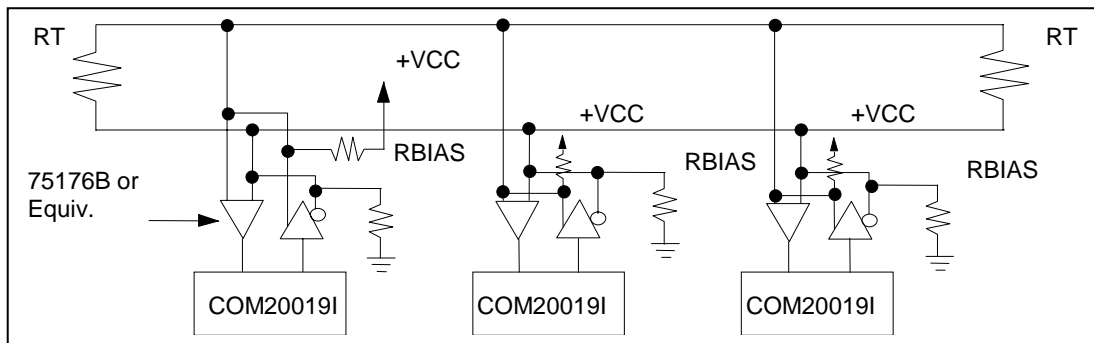 RT
RT
+VCC
+VCC
+VCC
RBIAS
RBIAS
RBIAS
75176B or
Equiv.
COM20019I
COM20019I
COM20019I